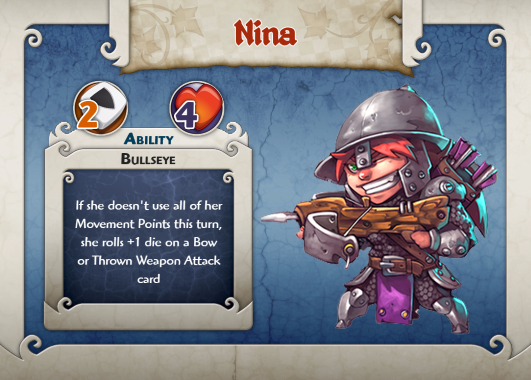 Nina
2 4
Ability
Bullseye
If she doesn't use all of her
Movement Points this turn,
she rolls +1 die on a Bow
or Thrown Weapon Attack
card